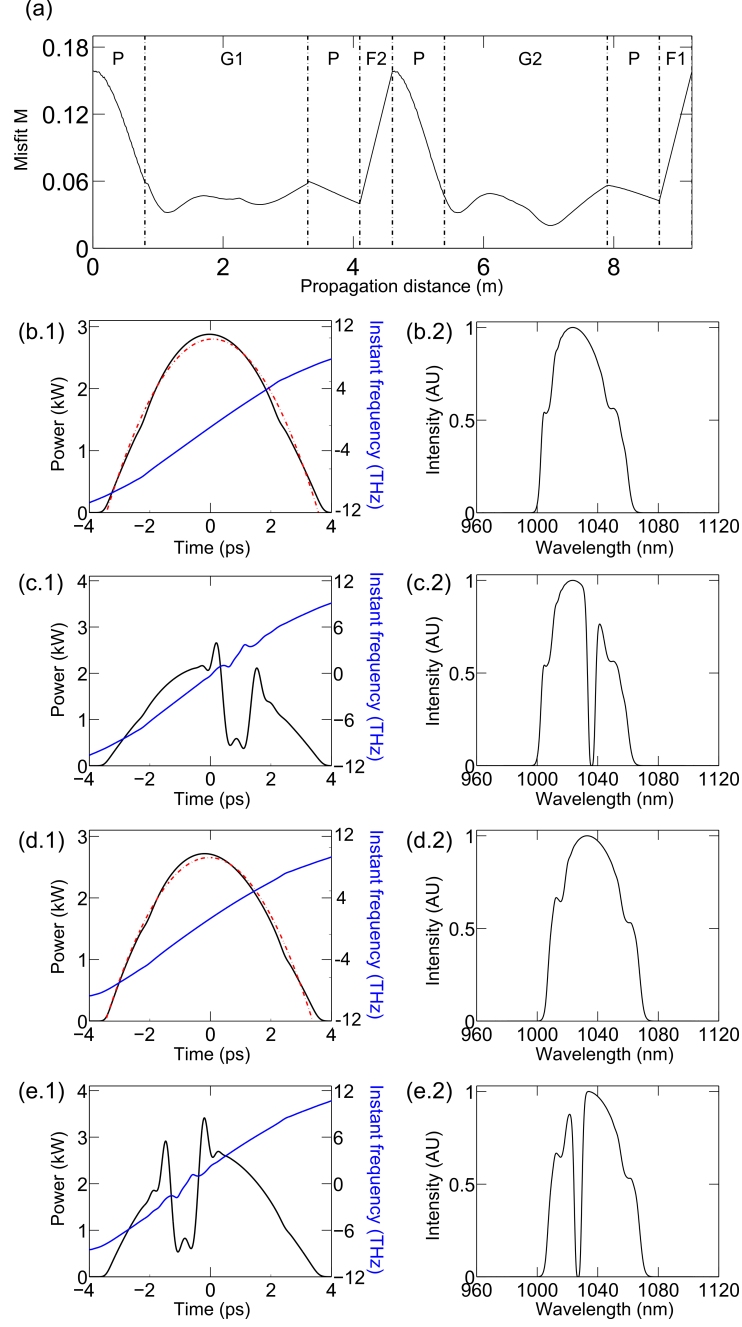 (a)
0.18
0.12
0.06
0
Misfit M
P G1 P F2 P G2 P F1
0 2 4 6 8
Propagation distance (m)
(b.1)
3
2
1
0
Power (kW)
12
4
-4
-12
Instant frequency (THz)
−4 −2 0 2 4
Time (ps)
(b.2)
1
0.5
0
Intensity (AU)
960 1000 1040 1080 1120
Wavelength (nm)
(c.1)
4
3
2
1
0
Power (kW)
12
6
0
−6
−12
Instant frequency (THz)
−4 −2 0 2 4
Time (ps)
(c.2)
1
0.5
0
Intensity (AU)
960 1000 1040 1080 1120
Wavelength (nm)
(d.1)
3
2
1
0
Power (kW)
12
4
-4
-12
Instant frequency (THz)
−4 −2 0 2 4
Time (ps)
(d.2)
1
0.5
0
Intensity (AU)
960 1000 1040 1080 1120
Wavelength (nm)
(e.1)
4
3
2
1
0
Power (kW)
12
6
0
−6
−12
Instant frequency (THz)
−4 −2 0 2 4
Time (ps)
(e.2)
1
0.5
0
Intensity (AU)
960 1000 1040 1080 1120
Wavelength (nm)